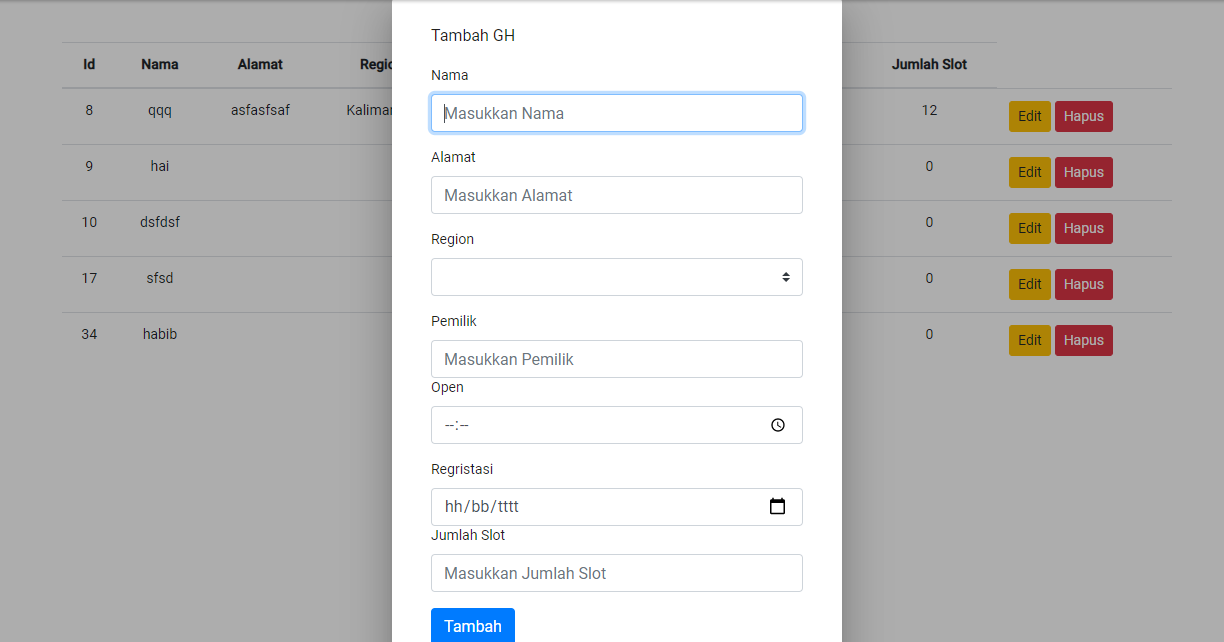 Tambah GH
Id Nama Alamat Jumlah Slot
Nama
8 qqq asfasfsaf 12 Edit Hapus
Masukkan Nama
Alamat
9 hai 0 Edit Hapus
Masukkan Alamat
10 dsfdsf 0 Edit Hapus
Region
17 sfsd 0 Edit Hapus
Pemilik
34 habib 0 Edit Hapus
Masukkan Pemilik
Open
--:--
Regristasi
hh/bb/tttt
Jumlah Slot
Masukkan Jumlah Slot
Tambah